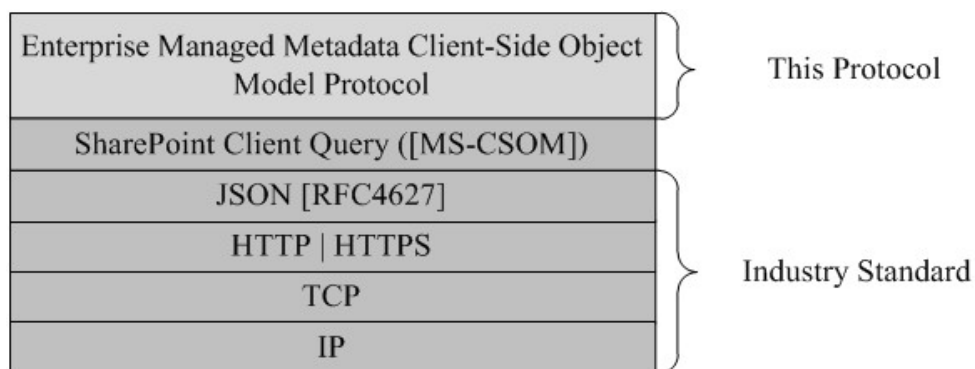 Enterprise Managed Metadata Client-Side Object
Model Protocol
This Protocol
SharePoint Client Query ([MS-CSOM])
JSON [RFC4627]
HTTP | HTTPS
Industry Standard
TCP
IP